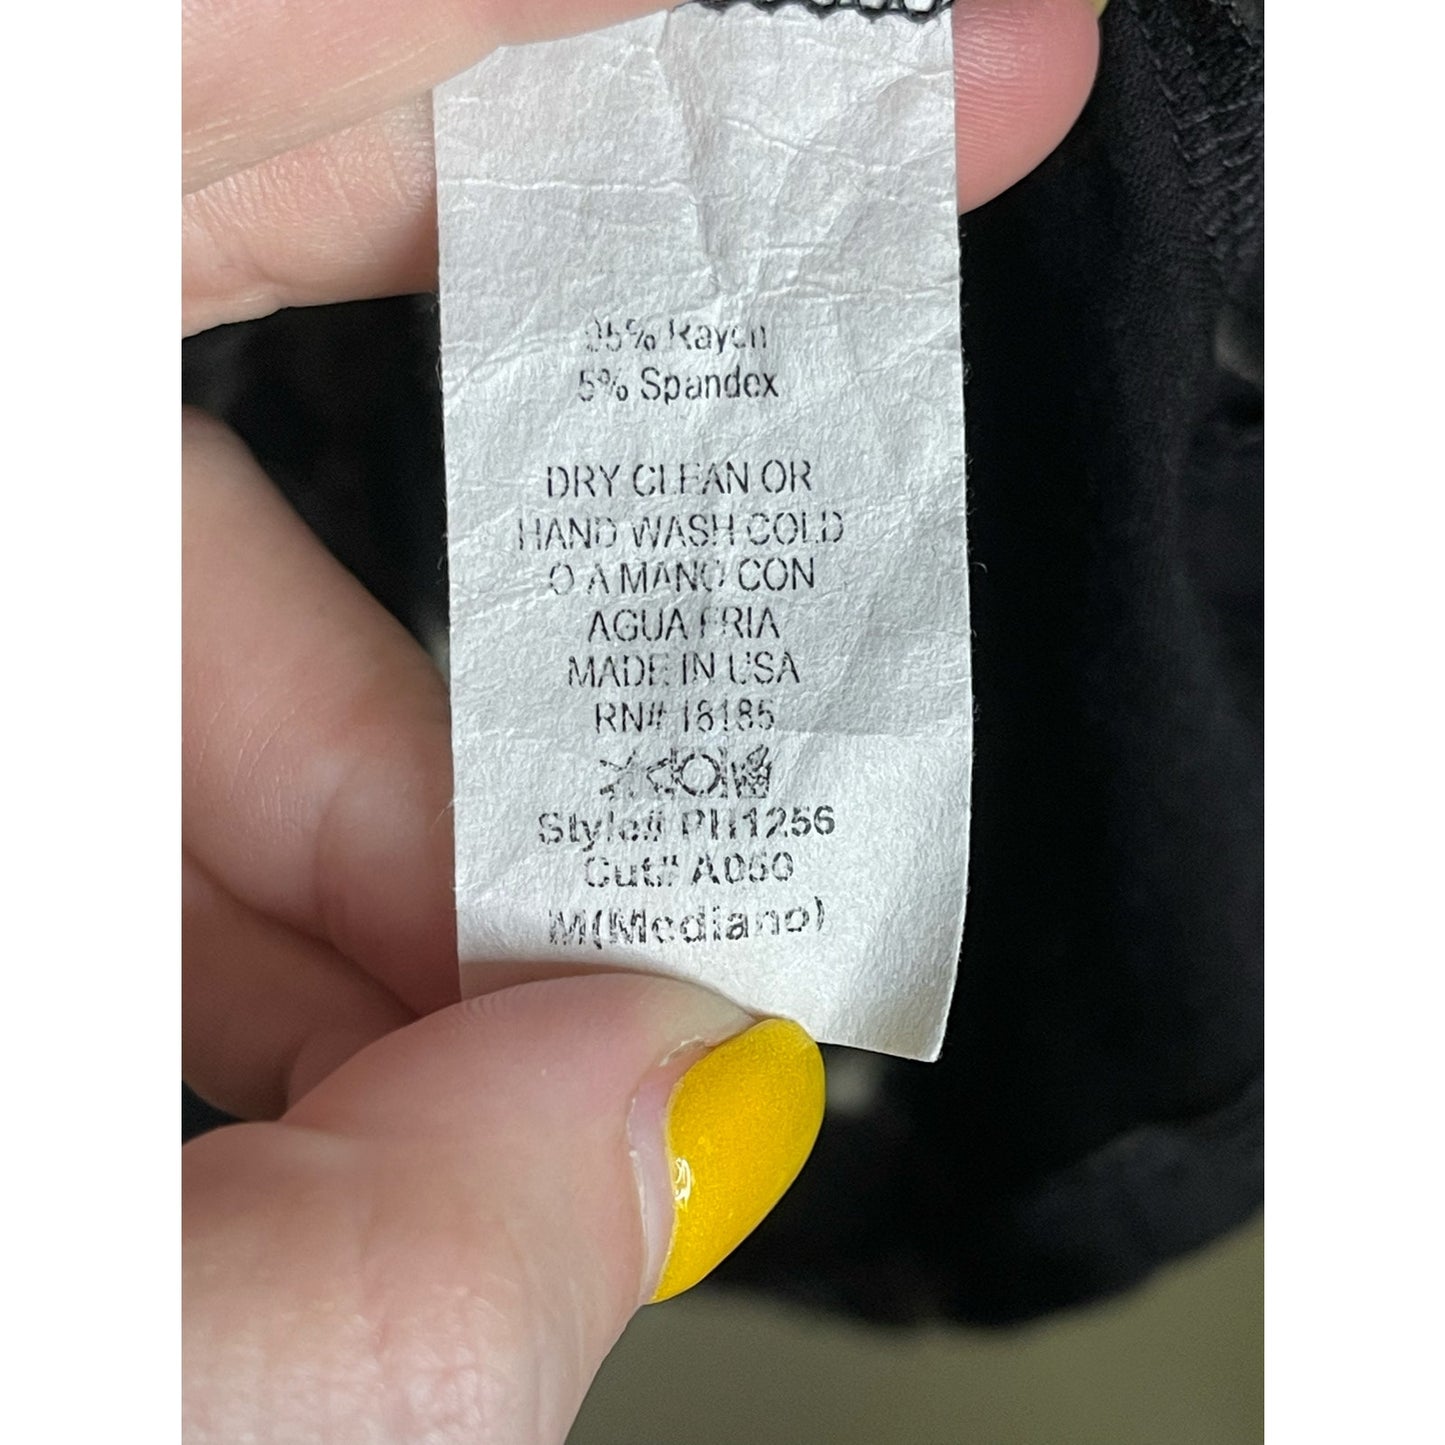 95% Rayon
5% Spandex
DRY CLEAN OR
HAND WASH COLD
O A MANO CON
AGUA FRIA
MADE IN USA
RN# 18185
Style# PH1256
Cut# A050
M(Mediano)